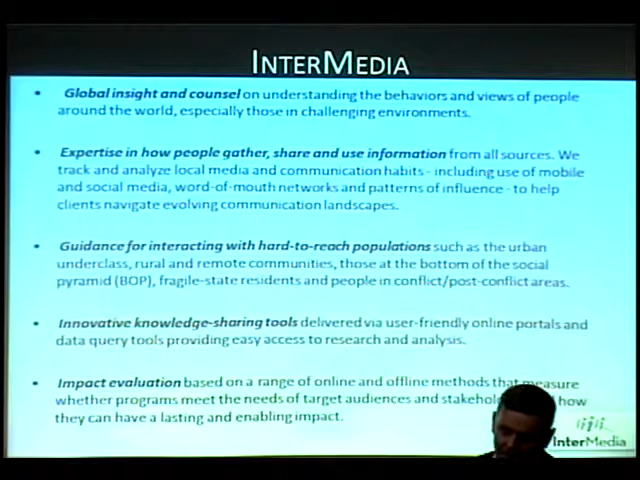 INTERMEDIA
• Global insight and counsel on understanding the behaviors and views of people
around the world, especially those in challenging environments.
• Expertise in how people gather, share and use information from all sources. We
track and analyze local media and communication habits - including use of mobile
and social media, word-of-mouth networks and patterns of influence - to help
clients navigate evolving communication landscapes.
• Guidance for interacting with hard-to-reach populations such as the urban
underclass, rural and remote communities, those at the bottom of the social
pyramid (BOP), fragile-state residents and people in conflict/post-conflict areas.
• Innovative knowledge-sharing tools delivered via user-friendly online portals and
data query tools providing easy access to research and analysis.
• Impact evaluation based on a range of online and offline methods that measure
whether programs meet the needs of target audiences and how
they can have a lasting and enabling impact.
InterMedia